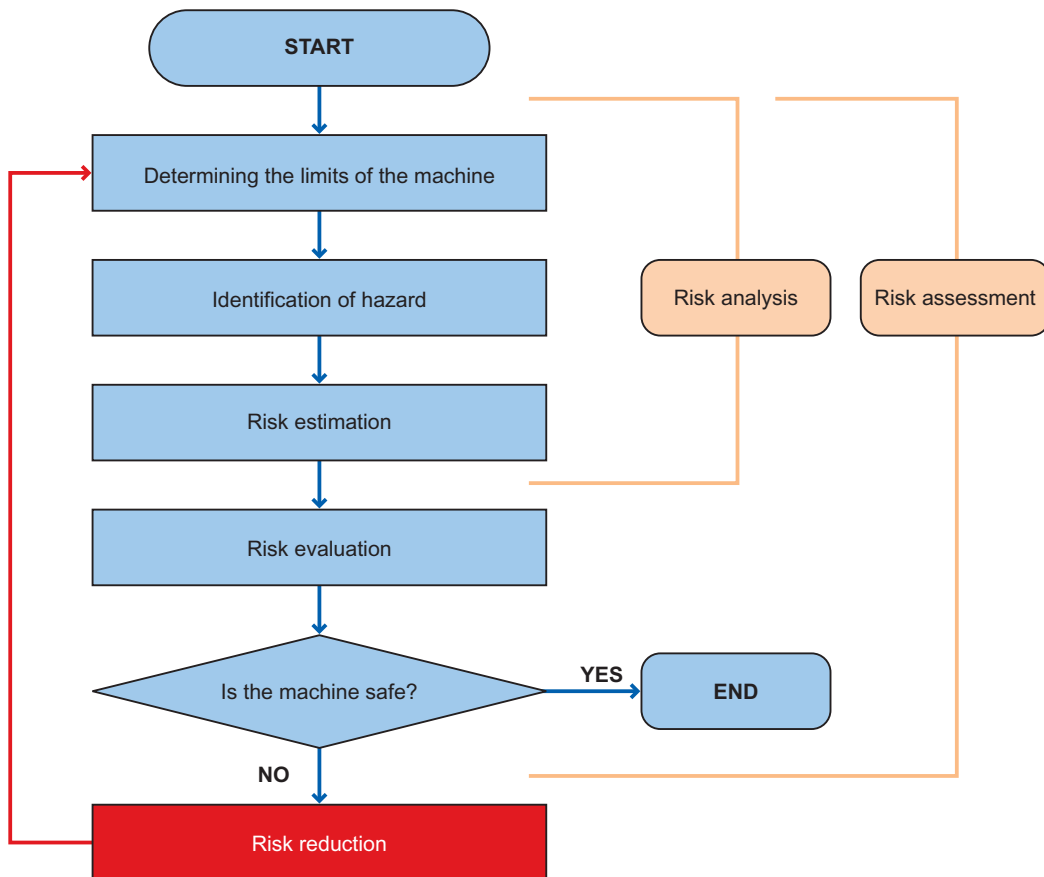 START
Determining the limits of the machine
Identification of hazard
Risk analysis
Risk assessment
Risk estimation
Risk evaluation
Is the machine safe?
YES
END
NO
Risk reduction